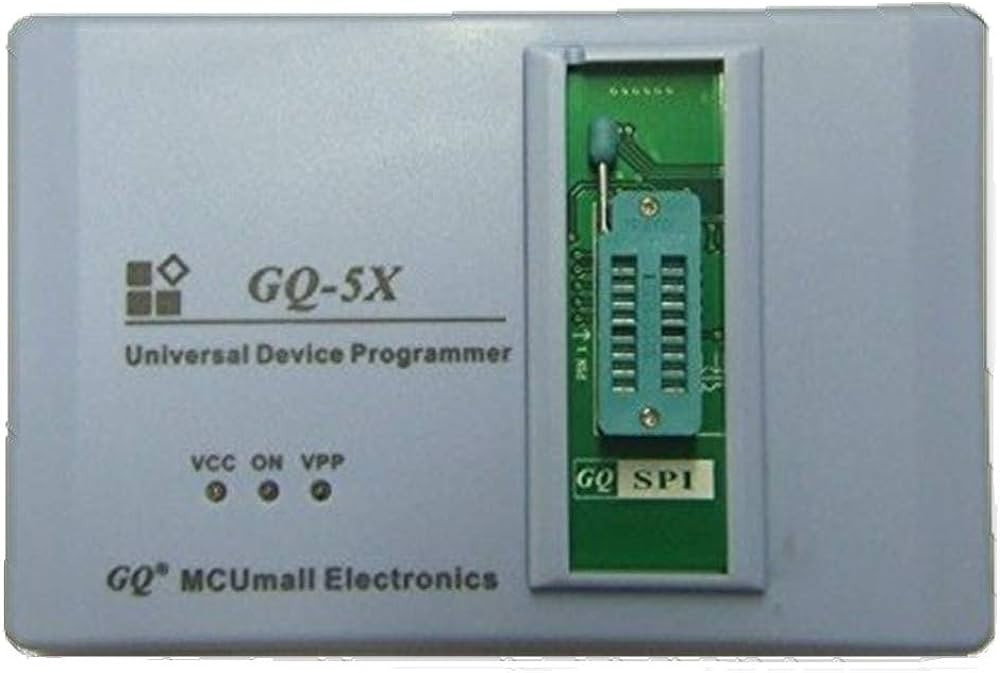 GQ-5X
Universal Device Programmer
VCC ON VPP
GQ® MCUmall Electronics
GQ SPI